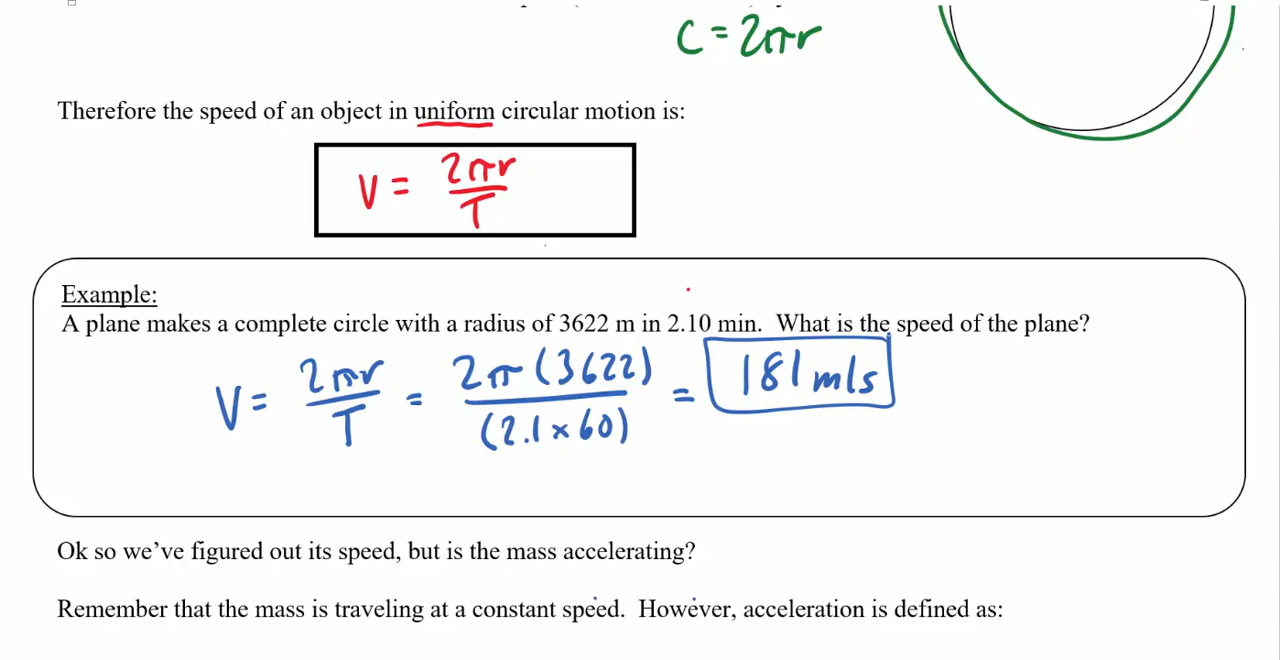 C = 2πr
Therefore the speed of an object in uniform circular motion is:
V = 2πr / T
Example:
A plane makes a complete circle with a radius of 3622 m in 2.10 min. What is the speed of the plane?
V = 2πr / T = 2π(3622) / (2.1 × 60) = 181 m/s
Ok so we've figured out its speed, but is the mass accelerating?
Remember that the mass is traveling at a constant speed. However, acceleration is defined as: